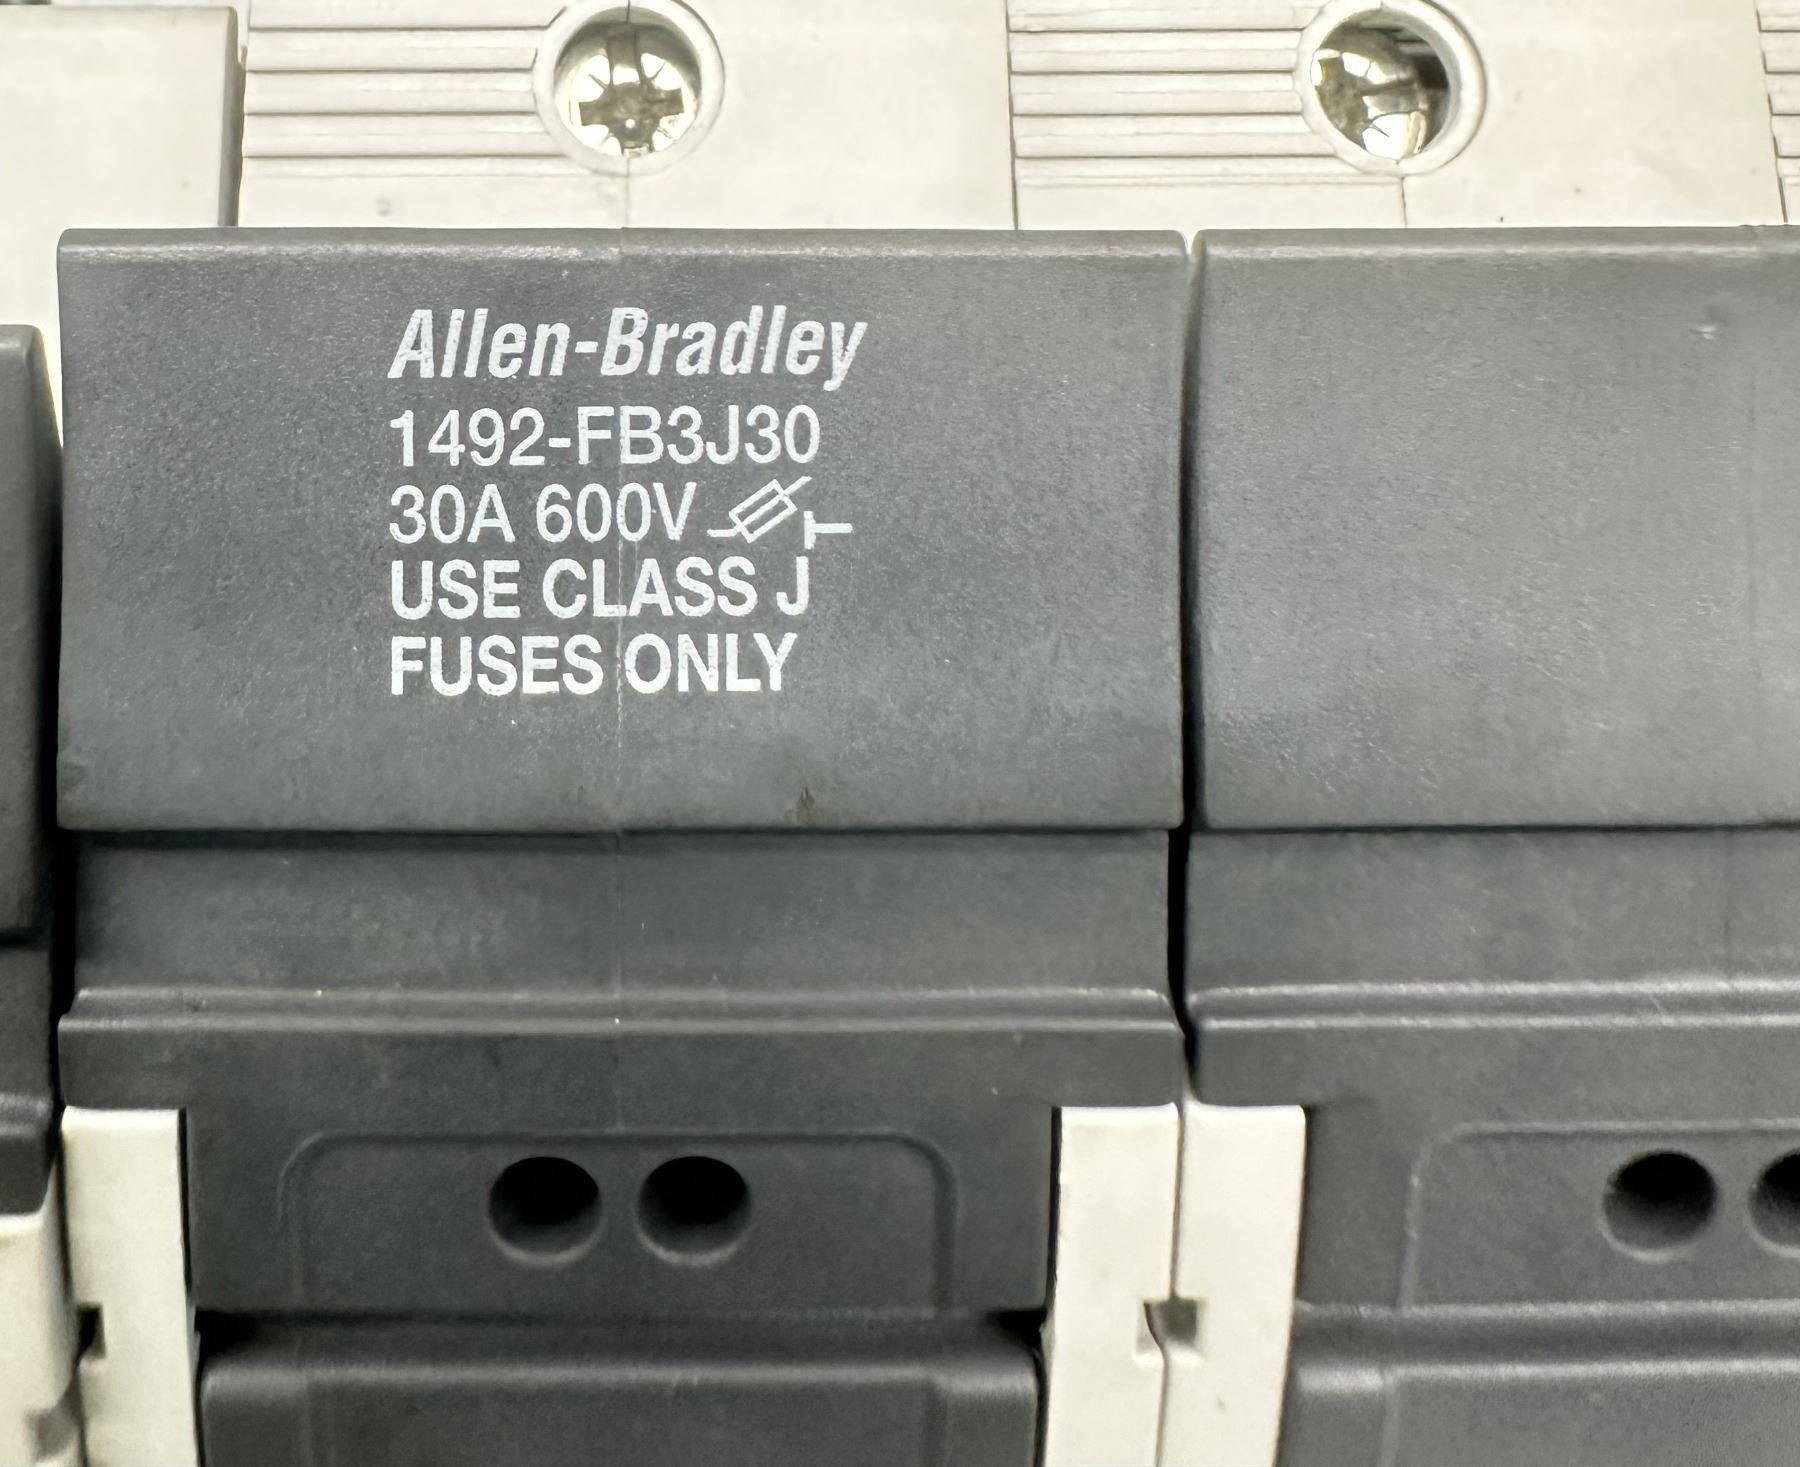 Allen-Bradley
1492-FB3J30
30A 600V
USE CLASS J
FUSES ONLY